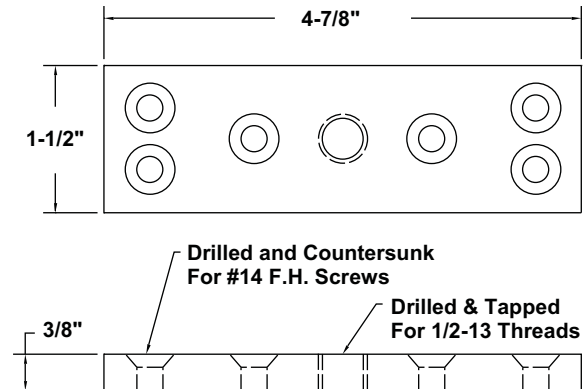 4-7/8"
1-1/2"
Drilled and Countersunk
For #14 F.H. Screws
3/8"
Drilled & Tapped
For 1/2-13 Threads